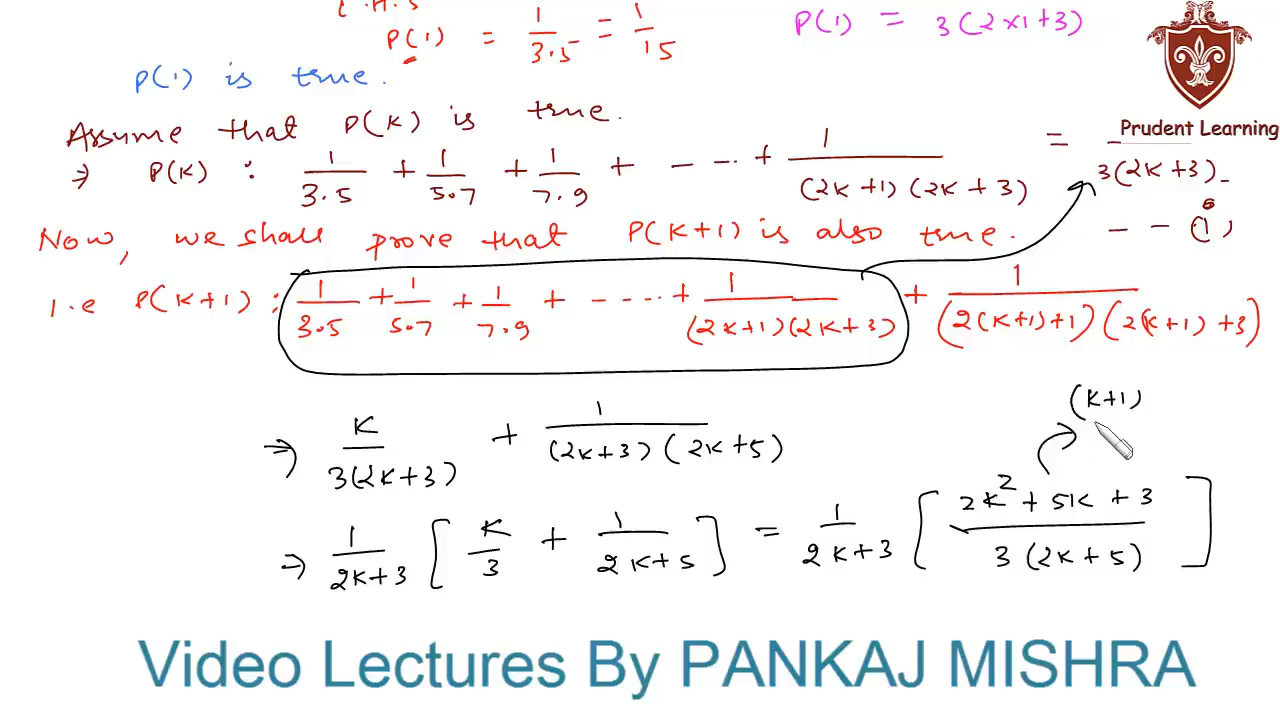 L.H.S
P(1) = 1/3.5 = 1/15
P(1) = 3(2×1+3)
P(1) is true.
Prudent Learning
Assume that P(K) is true.
⇒ P(K) : 1/3.5 + 1/5.7 + 1/7.9 + ----- + 1/(2K+1)(2K+3) = 3(2K+3)
-- (1)
Now, we shall prove that P(K+1) is also true.
i.e P(K+1) : 1/3.5 + 1/5.7 + 1/7.9 + ----- + 1/(2K+1)(2K+3) + 1/(2(K+1)+1)(2(K+1)+3)
(K+1)
⇒ K/3(2K+3) + 1/(2K+3)(2K+5)
⇒ 1/2K+3 [ K/3 + 1/2K+5 ] = 1/2K+3 [ 2K²+5K+3/3(2K+5) ]
Video Lectures By PANKAJ MISHRA